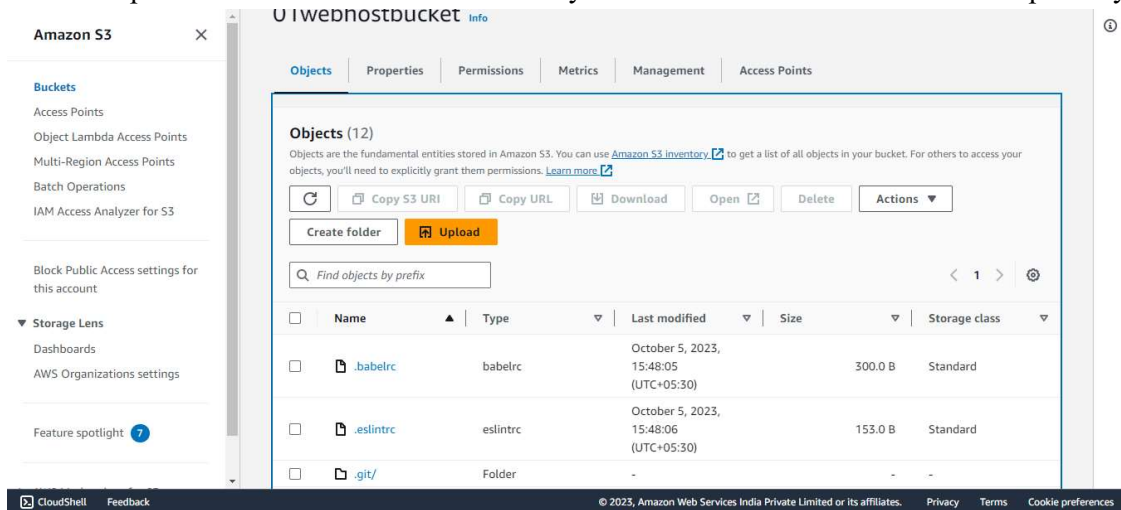 01webhostbucket Info
Amazon S3
Buckets
Access Points
Object Lambda Access Points
Multi-Region Access Points
Batch Operations
IAM Access Analyzer for S3
Block Public Access settings for
this account
Storage Lens
Dashboards
AWS Organizations settings
Feature spotlight 7
Objects Properties Permissions Metrics Management Access Points
Objects (12)
Objects are the fundamental entities stored in Amazon S3. You can use Amazon S3 inventory to get a list of all objects in your bucket. For others to access your
objects, you'll need to explicitly grant them permissions. Learn more
Copy S3 URI Copy URL Download Open Delete Actions
Create folder Upload
Find objects by prefix
1
Name Type Last modified Size Storage class
.babelrc babelrc October 5, 2023, 300.0 B Standard
15:48:05
(UTC+05:30)
.eslintrc eslintrc October 5, 2023, 153.0 B Standard
15:48:06
(UTC+05:30)
.git/ Folder - - -
CloudShell Feedback © 2023, Amazon Web Services India Private Limited or its affiliates. Privacy Terms Cookie preferences